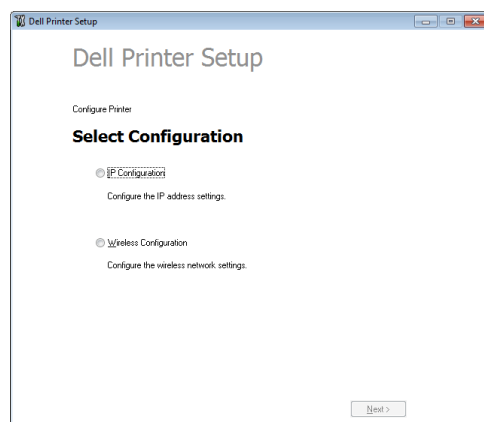 Dell Printer Setup
Dell Printer Setup
Configure Printer
Select Configuration
IP Configuration
Configure the IP address settings.
Wireless Configuration
Configure the wireless network settings.
Next >